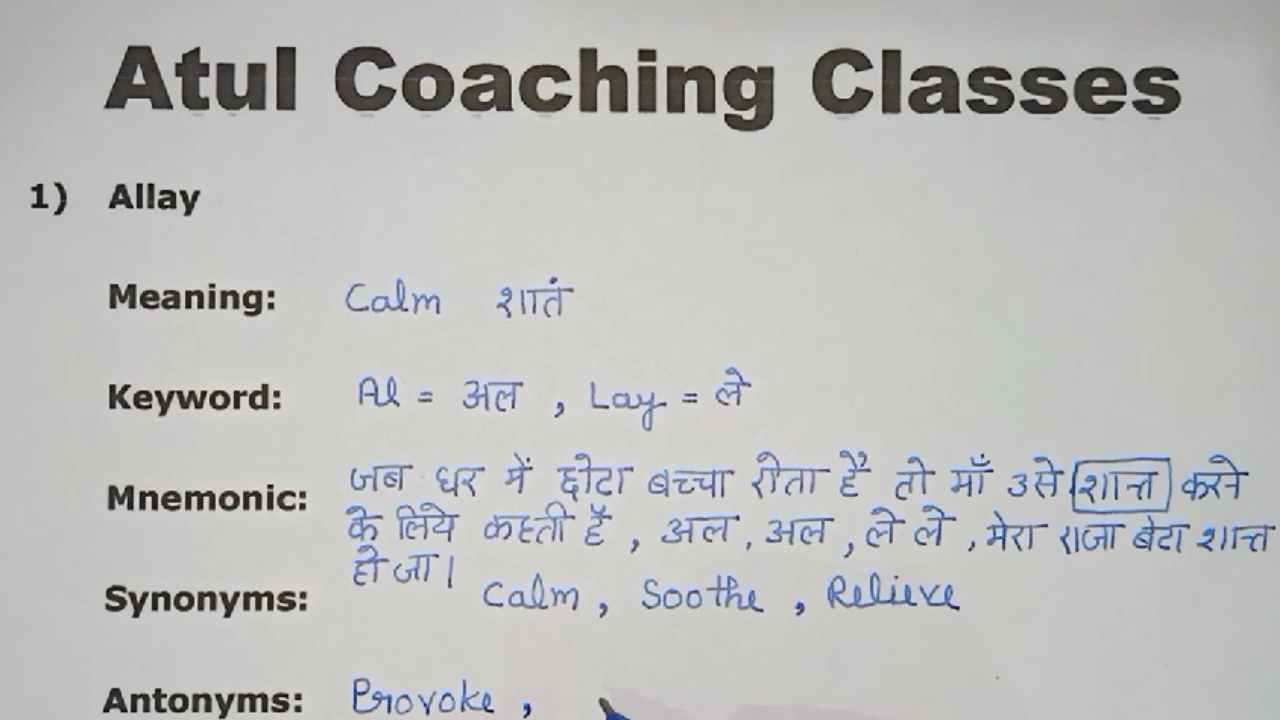 Atul Coaching Classes
1) Allay
Meaning: Calm शातं
Keyword: Al = अल , Lay = ले
Mnemonic: जब घर में छोटा बच्चा रोता है तो माँ उसे शान्त करने
के लिये कहती है , अल , अल , ले ले , मेरा राजा बेटा शान्त
हो जा।
Synonyms: Calm , Soothe , Relieve
Antonyms: Provoke ,